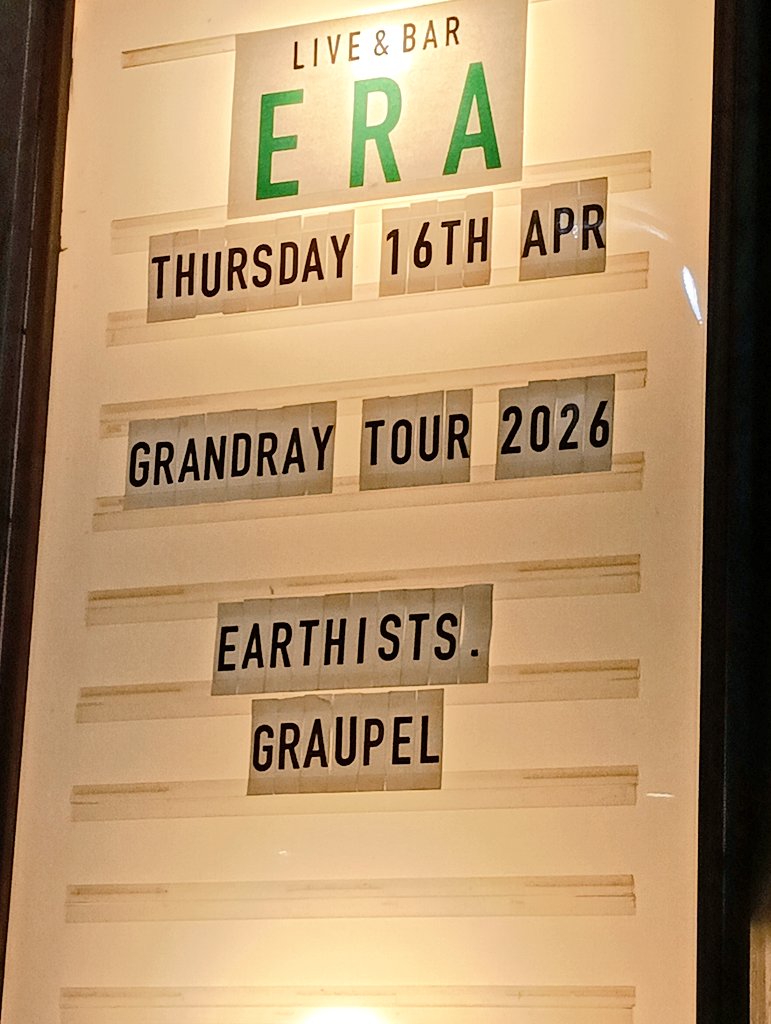 LIVE & BAR
ERA
THURSDAY 16TH APR
GRANDRAY TOUR 2026
EARTHISTS.
GRAUPEL